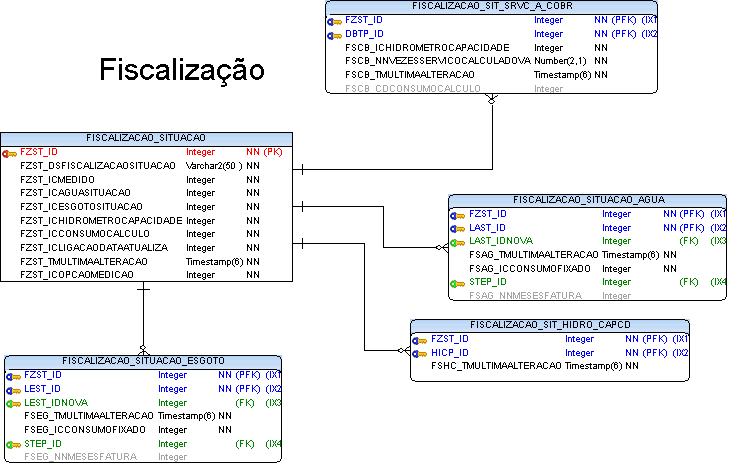 FISCALIZACAO_SIT_SRVC_A_COBR
FZST_ID Integer NN (PFK) (IX1
DBTP_ID Integer NN (PFK) (IX2
FSCB_ICHIDROMETROCAPACIDADE Integer NN
FSCB_NNVEZESSERVICOCALCULADOVA Number(2,1) NN
FSCB_TMULTIMAALTERACAO Timestamp(6) NN
FSCB_CDCONSUMOCALCULO Integer
Fiscalização
FISCALIZACAO_SITUACAO
FZST_ID Integer NN (PK)
FZST_DSFISCALIZACAOSITUACAO Varchar2(50 ) NN
FZST_ICMEDIDO Integer NN
FZST_ICAGUASITUACAO Integer NN
FZST_ICESGOTOSITUACAO Integer NN
FZST_ICHIDROMETROCAPACIDADE Integer NN
FZST_ICCONSUMOCALCULO Integer NN
FZST_ICLIGACAODATAATUALIZA Integer NN
FZST_TMULTIMAALTERACAO Timestamp(6) NN
FZST_ICOPCAOMEDICAO Integer NN
FISCALIZACAO_SITUACAO_AGUA
FZST_ID Integer NN (PFK) (IX1
LAST_ID Integer NN (PFK) (IX2
LAST_IDNOVA Integer (FK) (IX3
FSAG_TMULTIMAALTERACAO Timestamp(6) NN
FSAG_ICCONSUMOFIXADO Integer NN
STEP_ID Integer (FK) (IX4
FSAG_NNMESESFATURA Integer
FISCALIZACAO_SIT_HIDRO_CAPCD
FZST_ID Integer NN (PFK) (IX1
HICP_ID Integer NN (PFK) (IX2
FSHC_TMULTIMAALTERACAO Timestamp(6) NN
FISCALIZACAO_SITUACAO_ESGOTO
FZST_ID Integer NN (PFK) (IX1
LEST_ID Integer NN (PFK) (IX2
LEST_IDNOVA Integer (FK) (IX3
FSEG_TMULTIMAALTERACAO Timestamp(6) NN
FSEG_ICCONSUMOFIXADO Integer NN
STEP_ID Integer (FK) (IX4
FSEG_NNMESESFATURA Integer